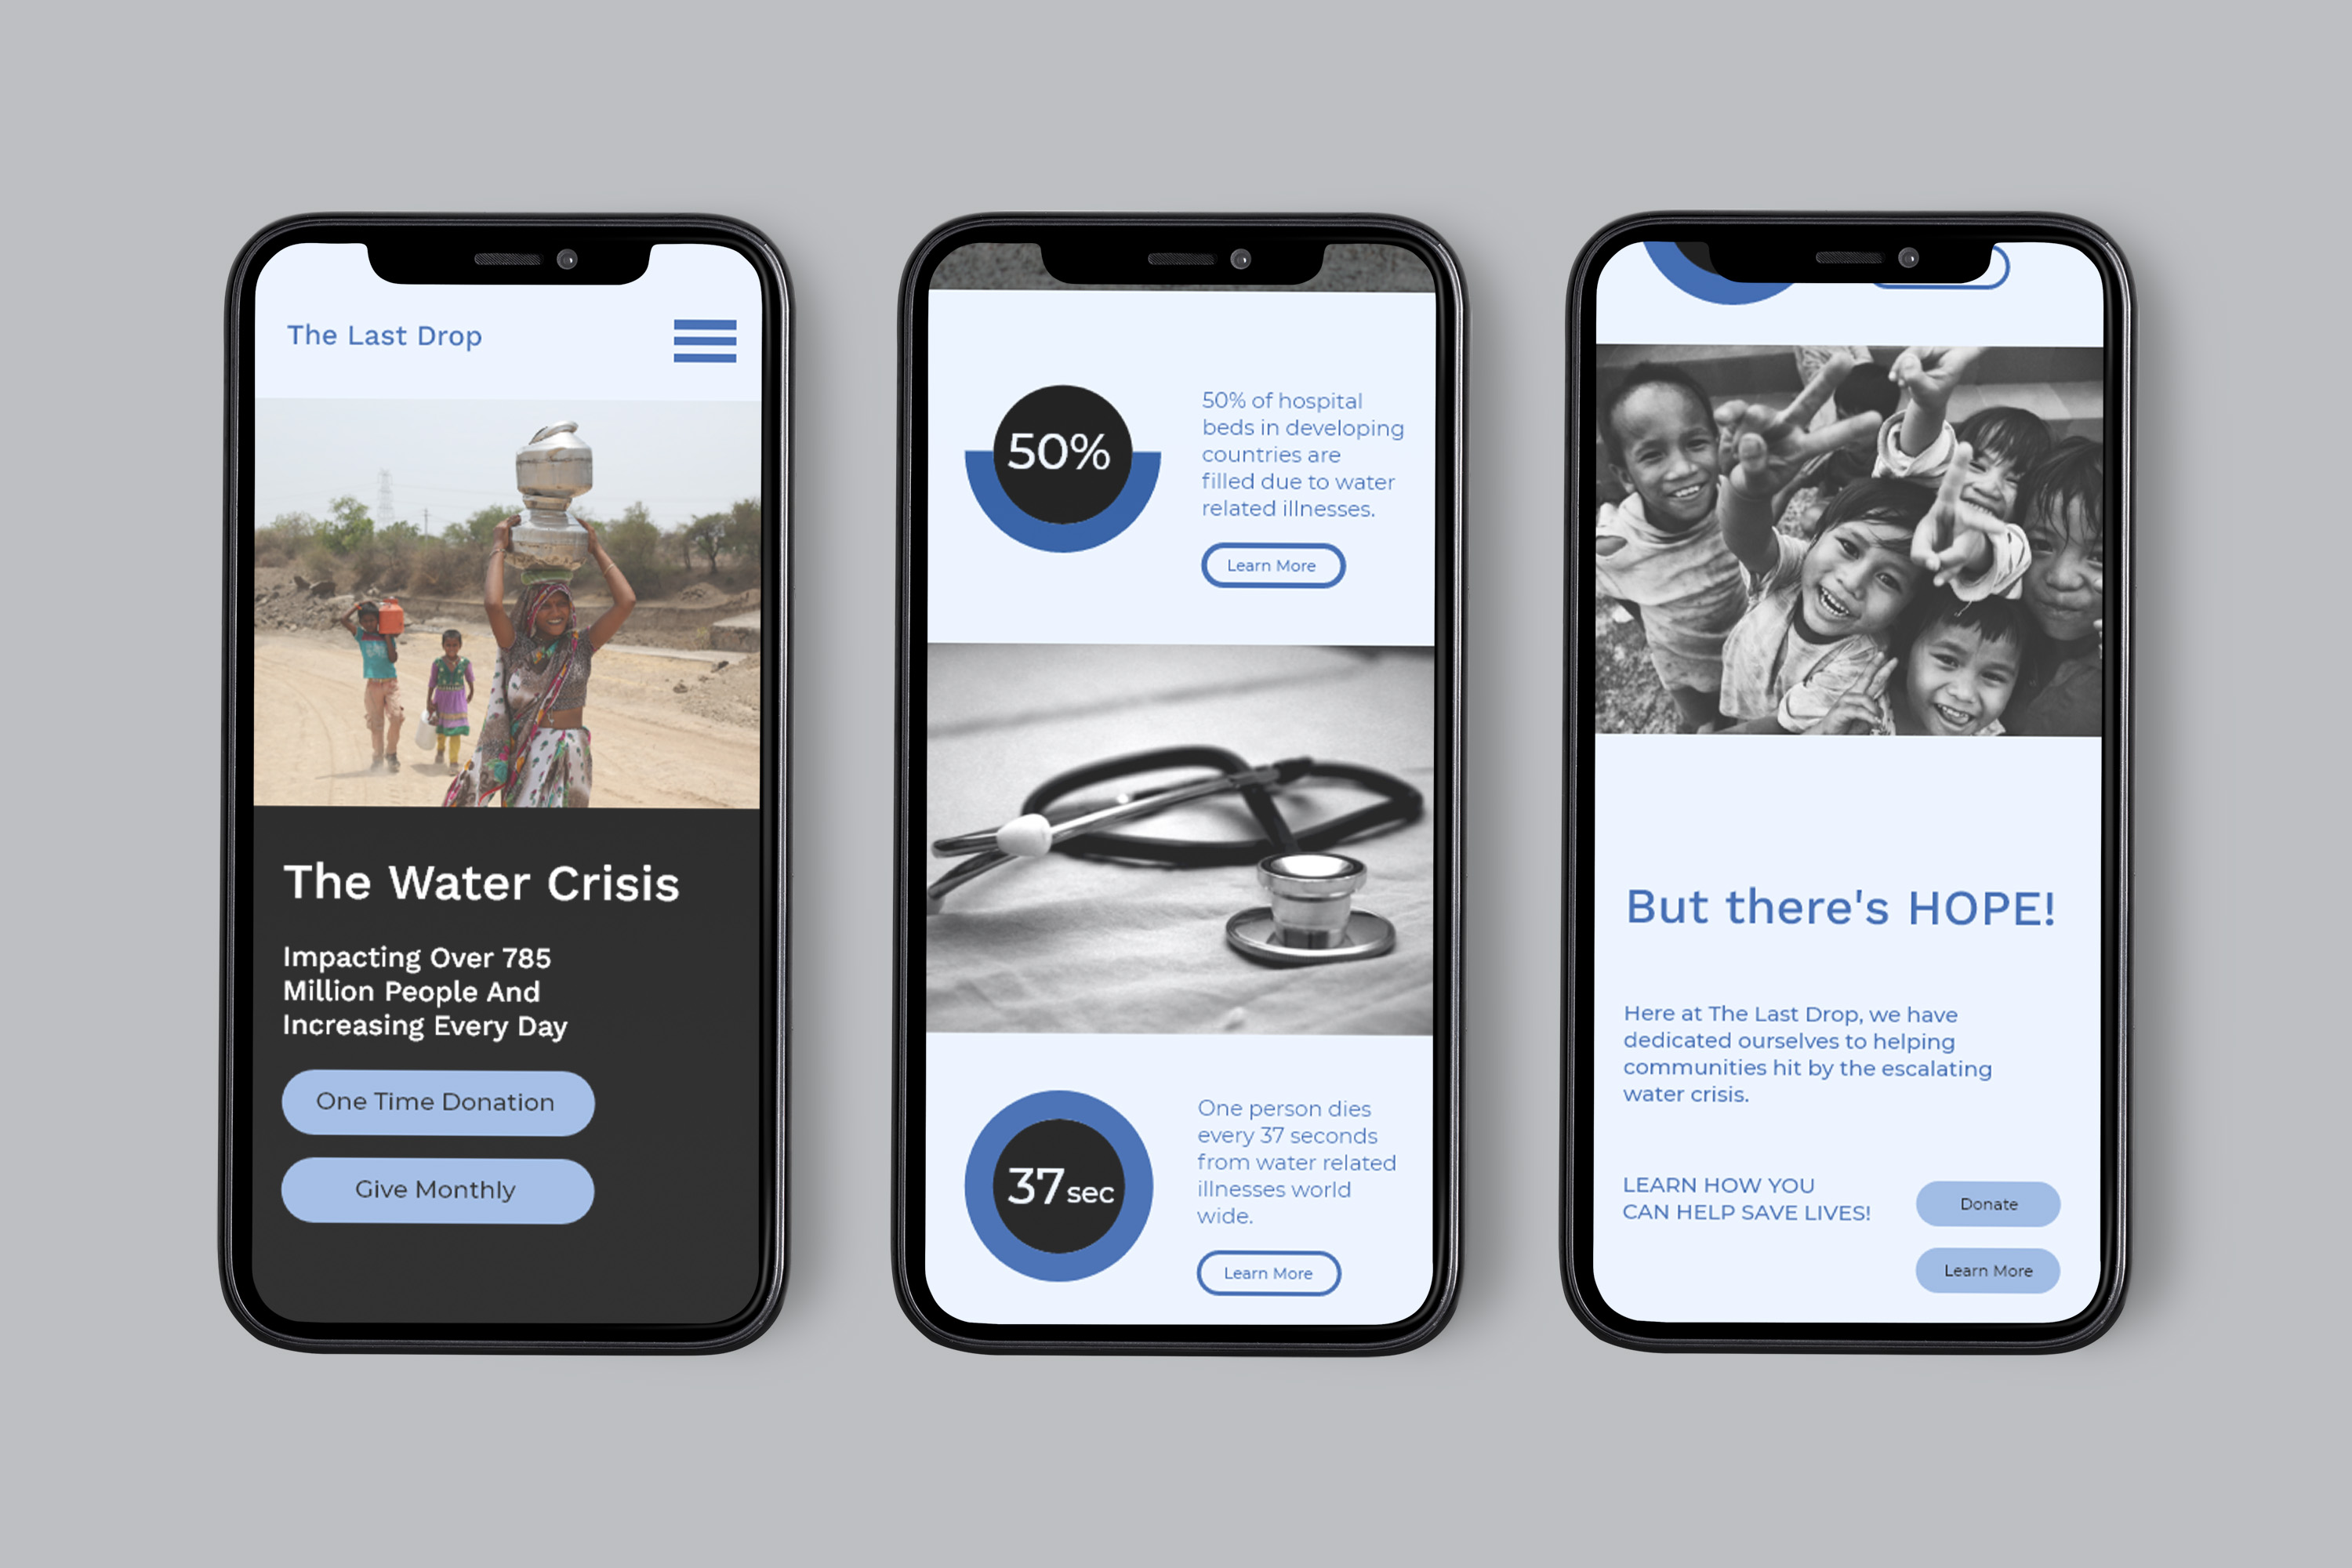 The Last Drop
The Water Crisis
Impacting Over 785
Million People And
Increasing Every Day
One Time Donation
Give Monthly
50%
50% of hospital
beds in developing
countries are
filled due to water
related illnesses.
Learn More
37 sec
One person dies
every 37 seconds
from water related
illnesses world
wide.
Learn More
But there's HOPE!
Here at The Last Drop, we have
dedicated ourselves to helping
communities hit by the escalating
water crisis.
LEARN HOW YOU
CAN HELP SAVE LIVES!
Donate
Learn More